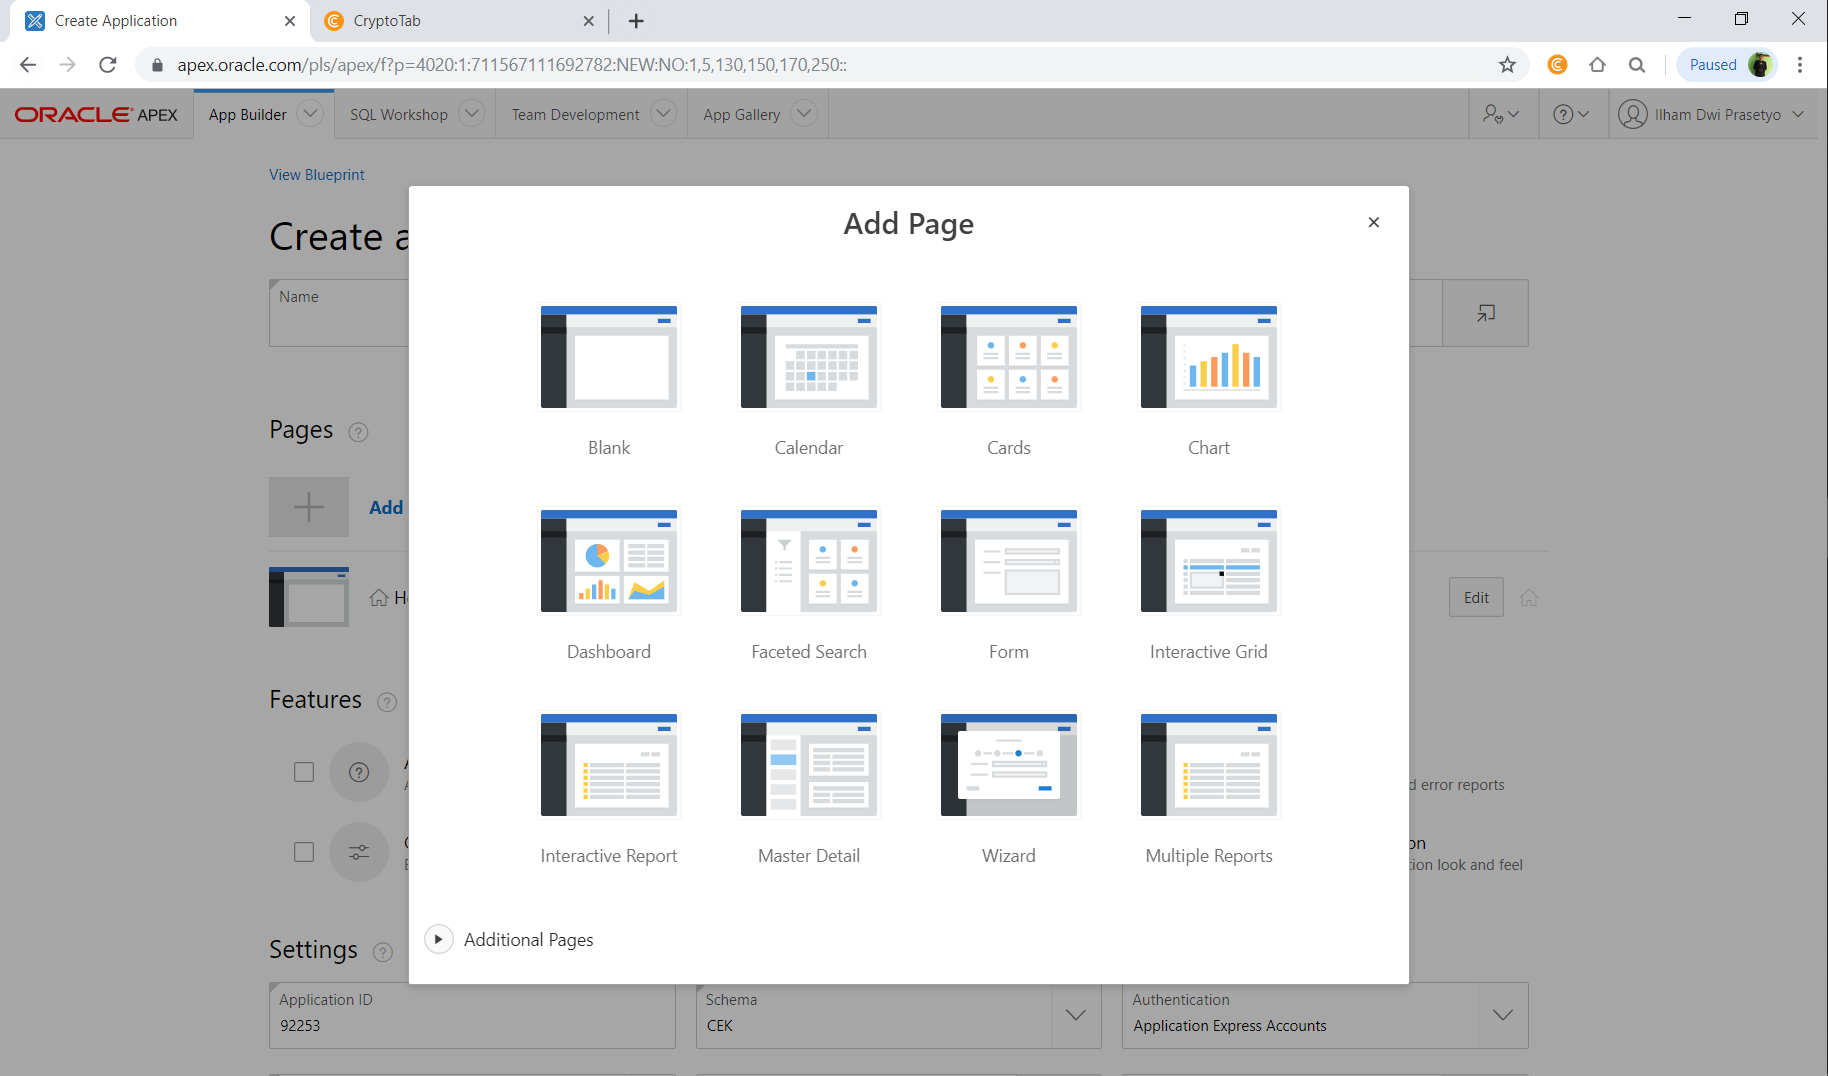 Create Application
CryptoTab
apex.oracle.com/pls/apex/f?p=4020:1:711567111692782:NEW:NO:1,5,130,150,170,250::
Paused
ORACLE APEX
App Builder
SQL Workshop
Team Development
App Gallery
Ilham Dwi Prasetyo
View Blueprint
Create a
Add Page
Name
Blank
Calendar
Cards
Chart
Pages
Add
Edit
Dashboard
Faceted Search
Form
Interactive Grid
Features
d error reports
on
tion look and feel
Interactive Report
Master Detail
Wizard
Multiple Reports
Additional Pages
Settings
Application ID
92253
Schema
CEK
Authentication
Application Express Accounts